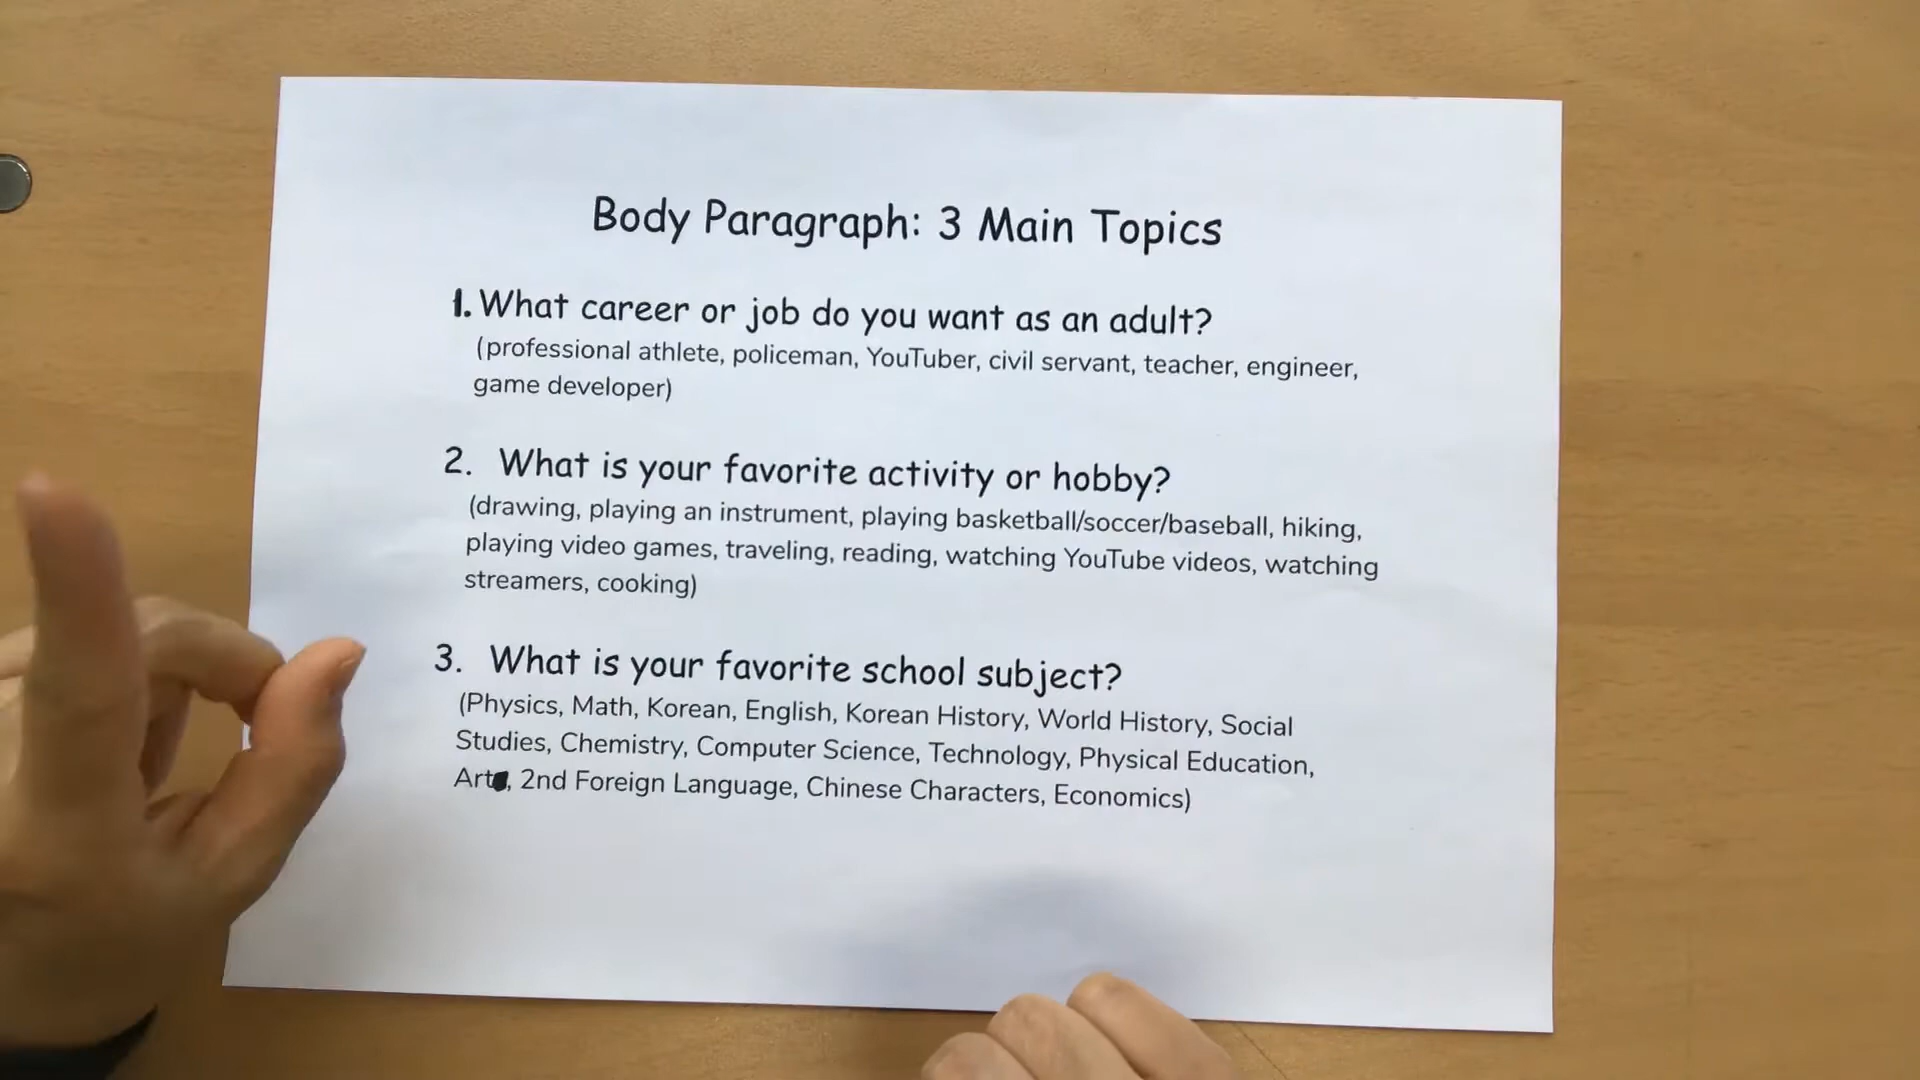 Body Paragraph: 3 Main Topics
1. What career or job do you want as an adult?
(professional athlete, policeman, YouTuber, civil servant, teacher, engineer,
game developer)
2. What is your favorite activity or hobby?
(drawing, playing an instrument, playing basketball/soccer/baseball, hiking,
playing video games, traveling, reading, watching YouTube videos, watching
streamers, cooking)
3. What is your favorite school subject?
(Physics, Math, Korean, English, Korean History, World History, Social
Studies, Chemistry, Computer Science, Technology, Physical Education,
Art, 2nd Foreign Language, Chinese Characters, Economics)